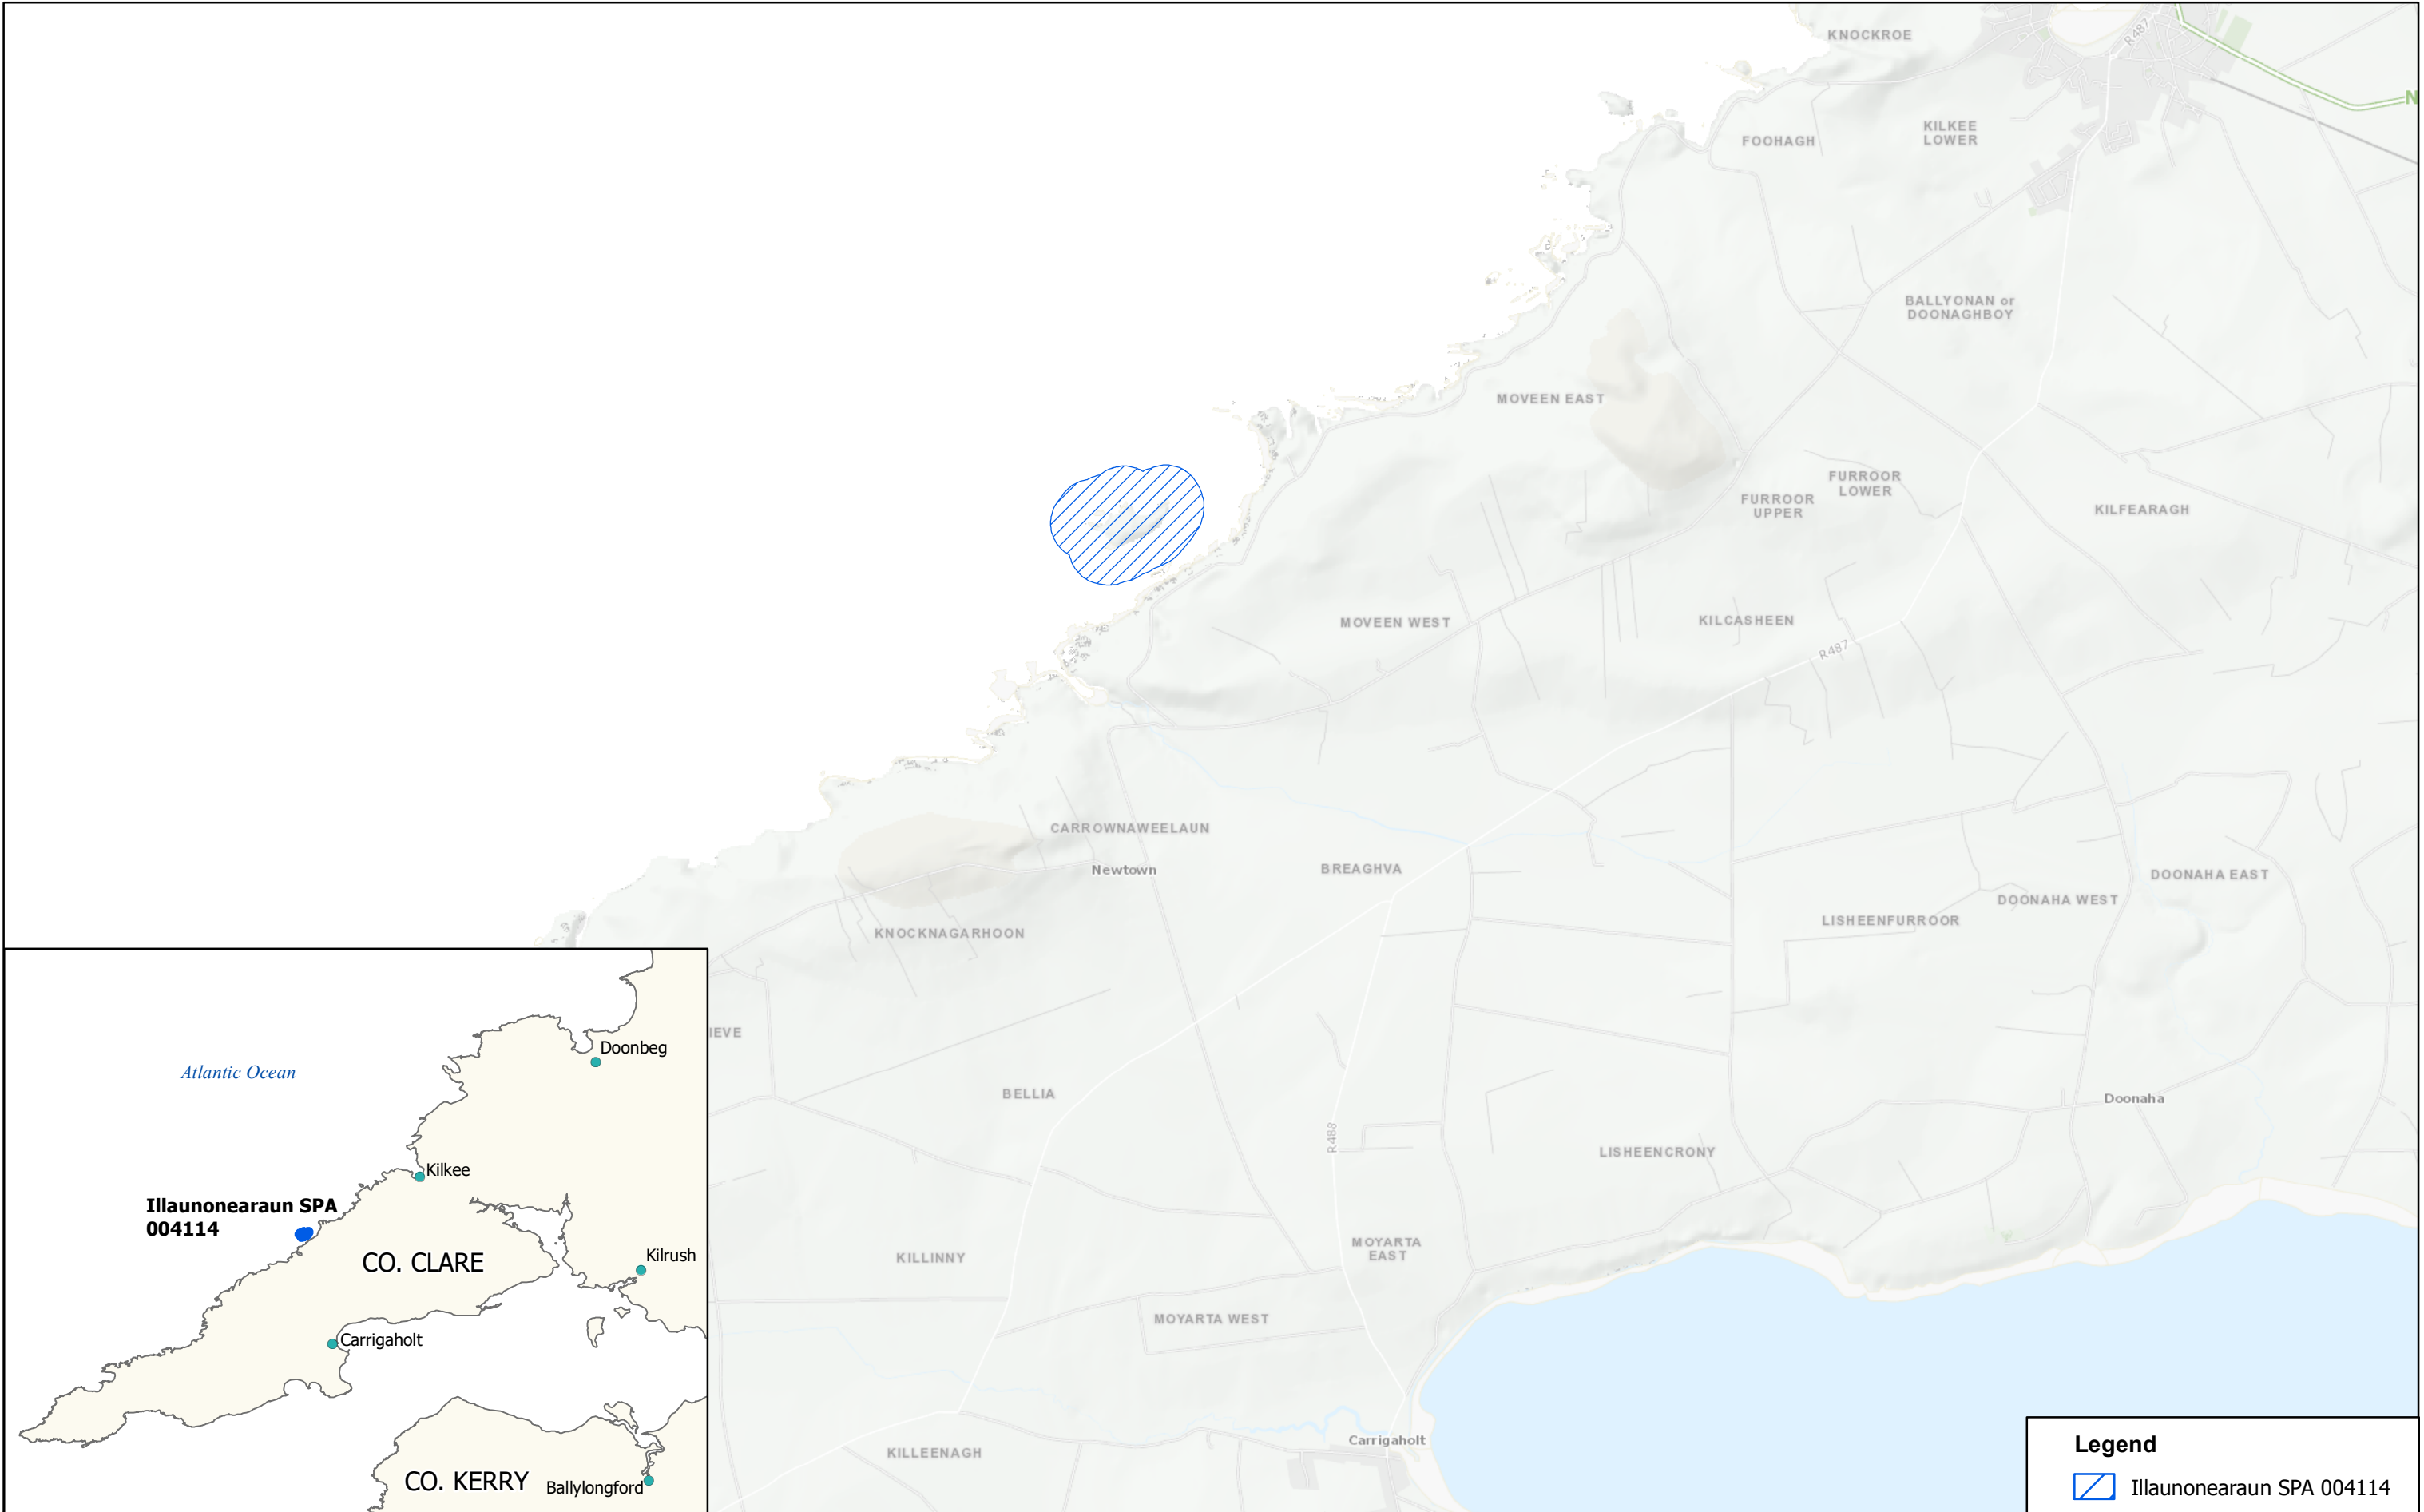 KNOCKROE
R487
N
FOOHAGH
KILKEE
LOWER
BALLYONAN or
DOONAGHBOY
MOVEEN EAST
FURROOR
LOWER
FURROOR
UPPER
KILFEARAGH
MOVEEN WEST
KILCASHEEN
R487
CARROWNAWEELAUN
Newtown
BREAGHVA
DOONAHA EAST
DOONAHA WEST
LISHEENFURROOR
KNOCKNAGARHOON
IEVE
BELLIA
Doonaha
R488
LISHEENCRONY
MOYARTA
EAST
KILLINNY
MOYARTA WEST
Carrigaholt
KILLEENAGH
Atlantic Ocean
Doonbeg
Kilkee
Illaunonearaun SPA
004114
CO. CLARE
Kilrush
Carrigaholt
CO. KERRY
Ballylongford
Legend
Illaunonearaun SPA 004114